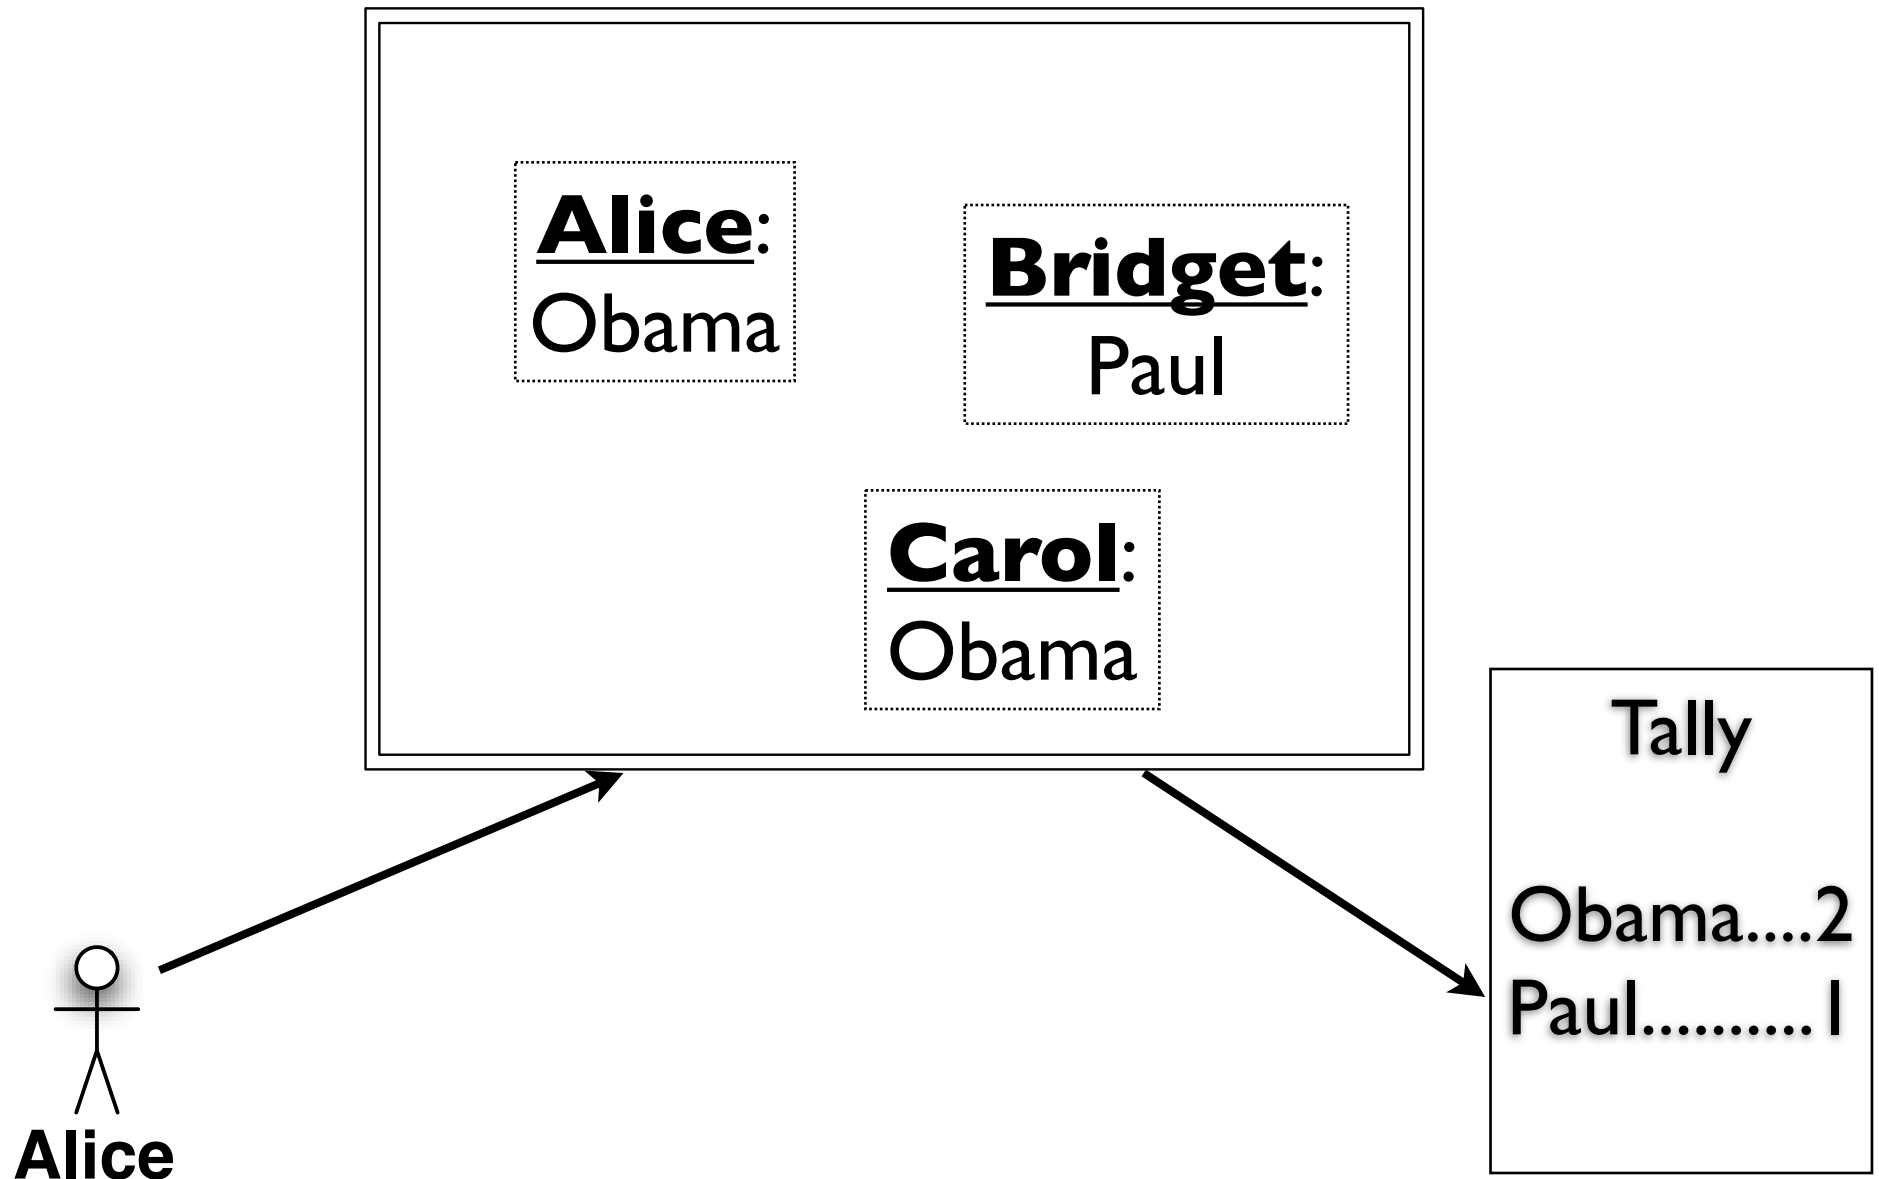 Alice:
Obama
Bridget:
Paul
Carol:
Obama
Tally
Obama....2
Paul..........1
Alice